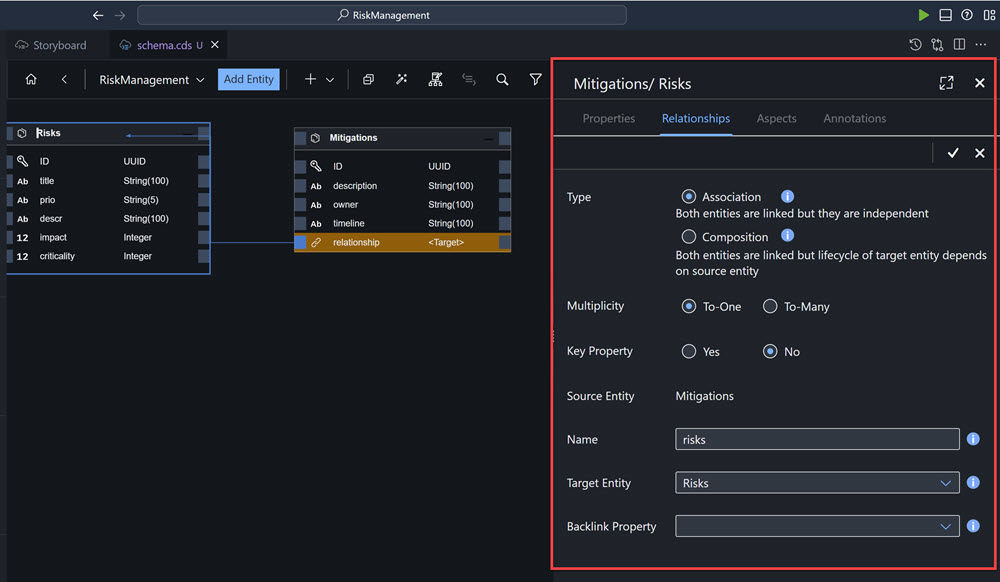 RiskManagement
Storyboard
schema.cds U
RiskManagement
Add Entity
Risks
ID UUID
Ab title String(100)
Ab prio String(5)
Ab descr String(100)
12 impact Integer
12 criticality Integer
Mitigations
ID UUID
Ab description String(100)
Ab owner String(100)
Ab timeline String(100)
relationship <Target>
Mitigations/ Risks
Properties Relationships Aspects Annotations
Type
Association
Both entities are linked but they are independent
Composition
Both entities are linked but lifecycle of target entity depends
on source entity
Multiplicity To-One To-Many
Key Property Yes No
Source Entity Mitigations
Name risks
Target Entity Risks
Backlink Property